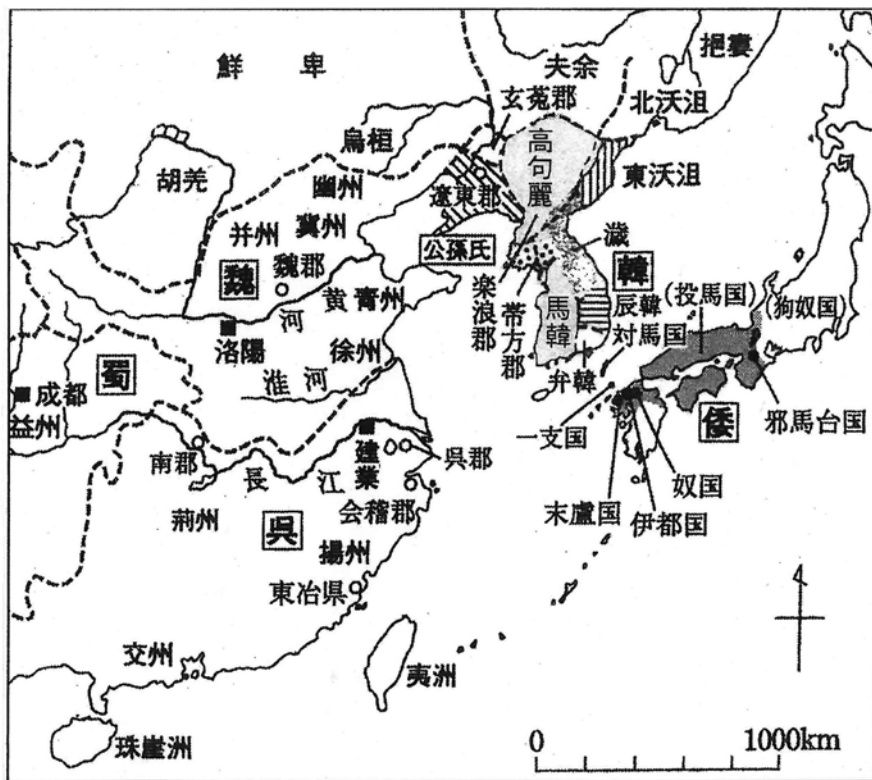 鮮卑
夫余
挹婁
玄菟郡
北沃沮
烏桓
高句麗
胡羌
遼東郡
東沃沮
幽州
冀州
并州
公孫氏
濊
魏
魏郡
韓
黄河
青州
楽浪郡
帯方郡
馬韓
辰韓
(投馬国)
(狗奴国)
対馬国
洛陽
徐州
弁韓
蜀
淮河
成都
益州
一支国
倭
邪馬台国
南郡
長江
建業
呉郡
奴国
末盧国
伊都国
荆州
会稽郡
呉
揚州
東冶県
交州
夷洲
珠崖洲
0
1000km